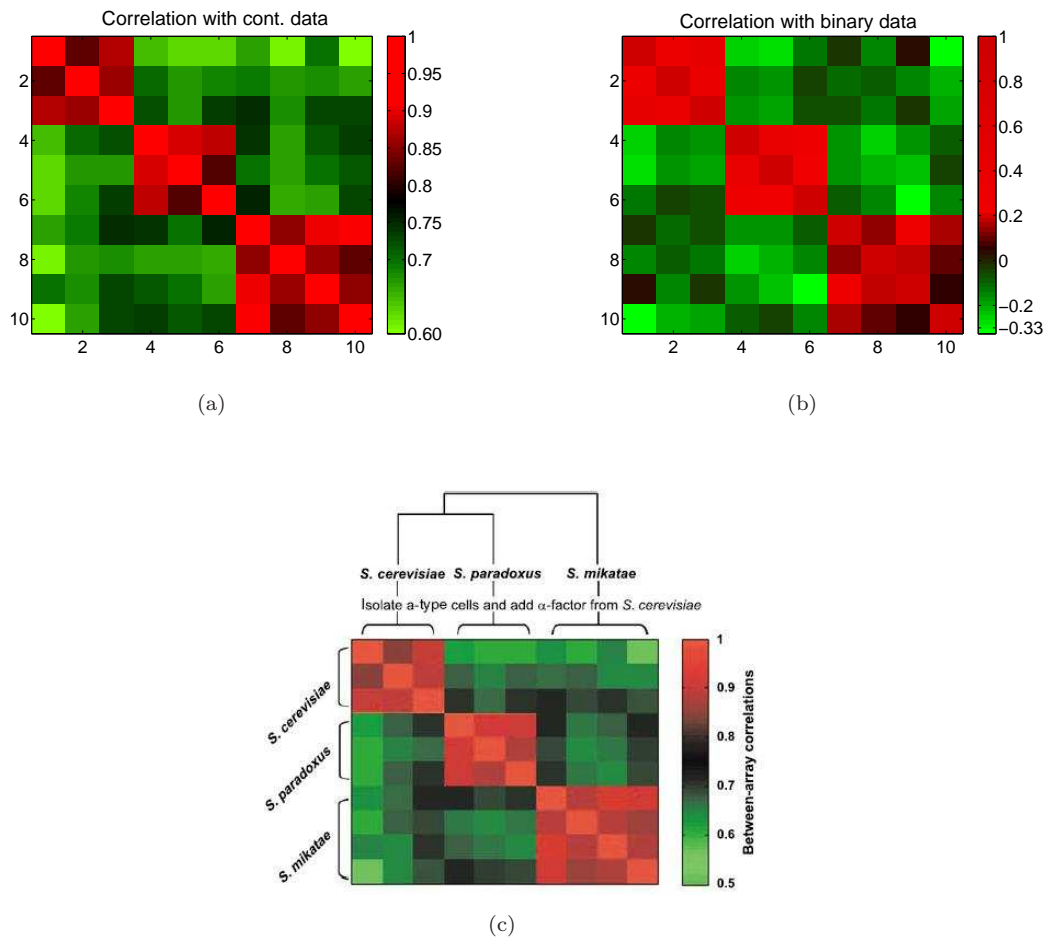 Correlation with cont. data
2
4
6
8
10
2 4 6 8 10
1
0.95
0.9
0.85
0.8
0.75
0.7
0.60
(a)
Correlation with binary data
2
4
6
8
10
2 4 6 8 10
1
0.8
0.6
0.4
0.2
0
−0.2
−0.33
(b)
S. cerevisiae S. paradoxus S. mikatae
Isolate a-type cells and add α-factor from S. cerevisiae
S. cerevisiae
S. paradoxus
S. mikatae
1
0.9
0.8
0.7
0.6
0.5
Between-array correlations
(c)